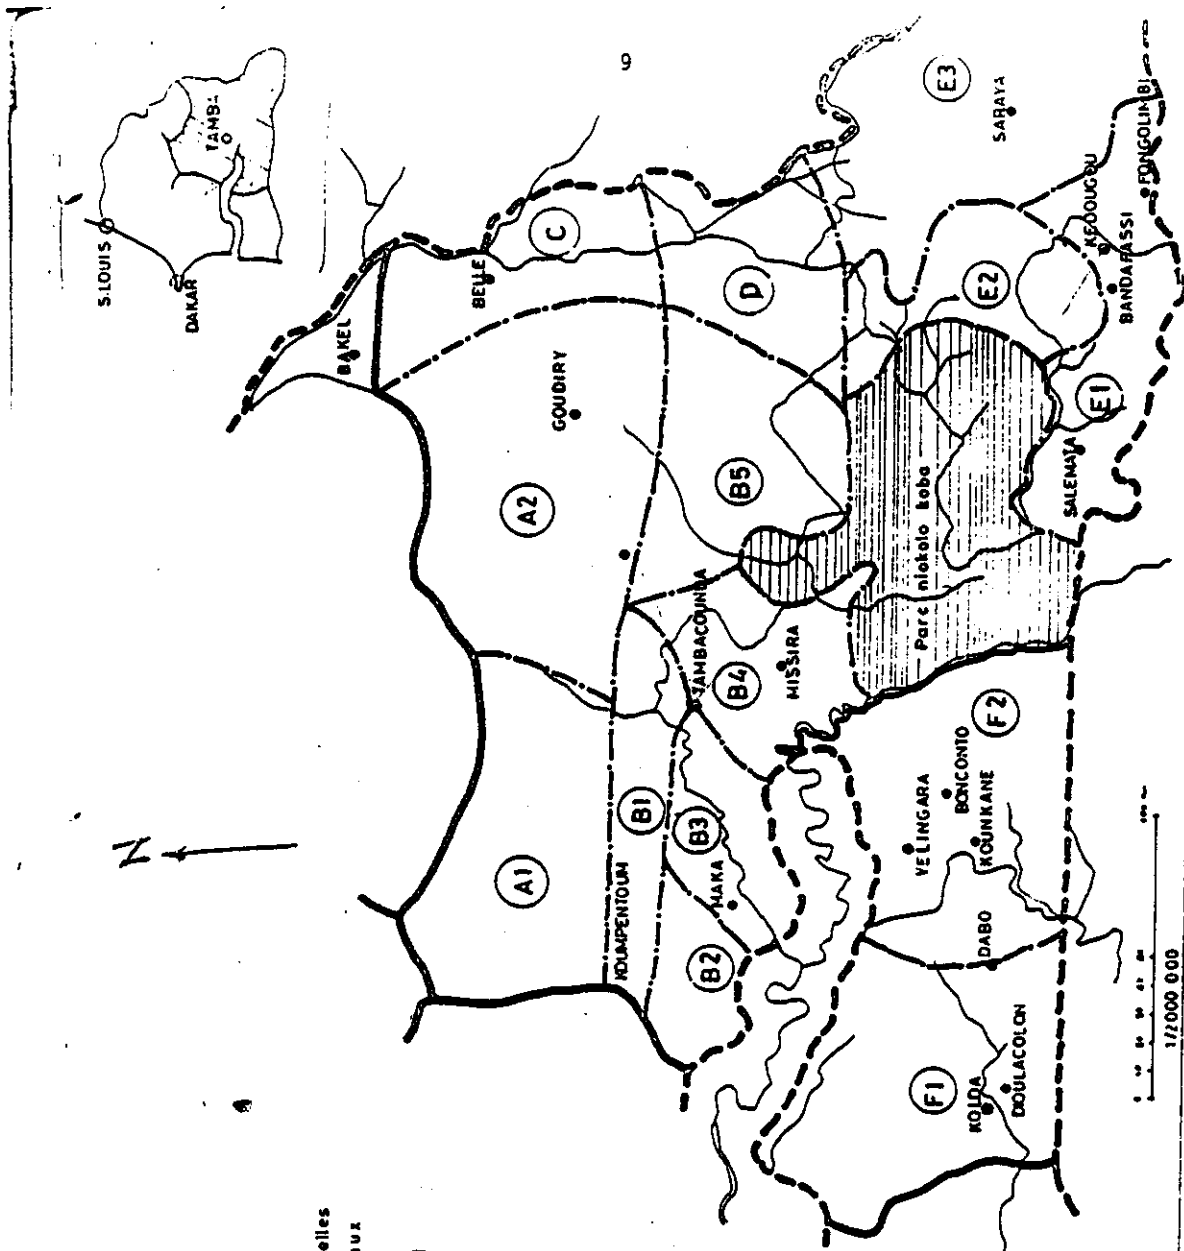 9
S.LOUIS
DAKAR
TAMBA
N
BAKEL
BELLE
C
GOUDIRY
A2
A1
KOUMPENTOUM
B1
B2
B3
MAKA
TAMBACOUNDA
B4
MISSIRA
B5
D
E3
SARAYA
KEDOUGOU
FONGOLIMBI
BANDAFASSI
E2
E1
SALEMATA
Parc niokolo koba
F2
VELINGARA
BONCONTO
KOUNKANE
DABO
F1
KOLDA
DOULACOLON
1/2000 000
elles
iux